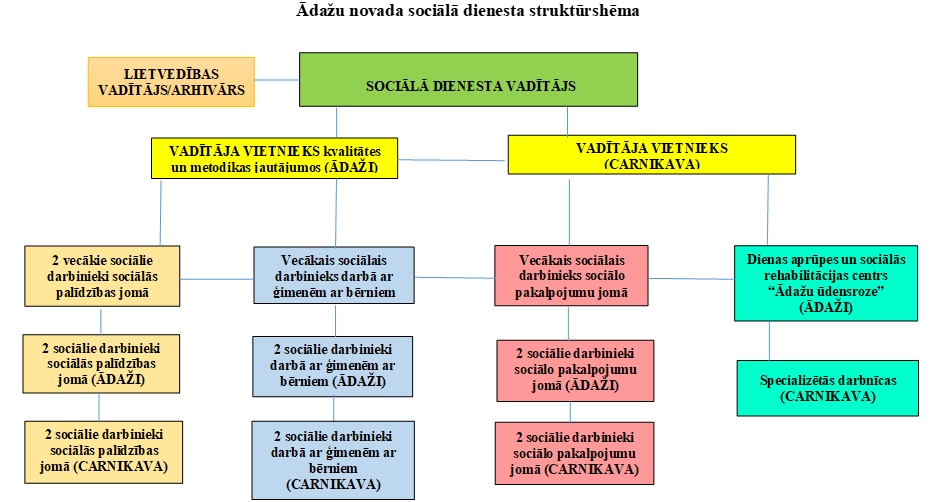 Ādažu novada sociālā dienesta struktūrshēma
LIETVEDĪBAS
VADĪTĀJS/ARHIVĀRS
SOCIĀLĀ DIENESTA VADĪTĀJS
VADĪTĀJA VIETNIEKS kvalitātes
un metodikas jautājumos (ĀDAŽI)
VADĪTĀJA VIETNIEKS
(CARNIKAVA)
2 vecākie sociālie
darbinieki sociālās
palīdzības jomā
Vecākais sociālais
darbinieks darbā ar
ģimenēm ar bērniem
Vecākais sociālais
darbinieks sociālo
pakalpojumu jomā
Dienas aprūpes un sociālās
rehabilitācijas centrs
“Ādažu ūdensroze”
(ĀDAŽI)
2 sociālie darbinieki
sociālās palīdzības
jomā (ĀDAŽI)
2 sociālie darbinieki
darbā ar ģimenēm ar
bērniem (ĀDAŽI)
2 sociālie darbinieki
sociālo pakalpojumu
jomā (ĀDAŽI)
Specializētās darbnīcas
(CARNIKAVA)
2 sociālie darbinieki
sociālās palīdzības
jomā (CARNIKAVA)
2 sociālie darbinieki
darbā ar ģimenēm ar
bērniem
(CARNIKAVA)
2 sociālie darbinieki
sociālo pakalpojumu
jomā (CARNIKAVA)